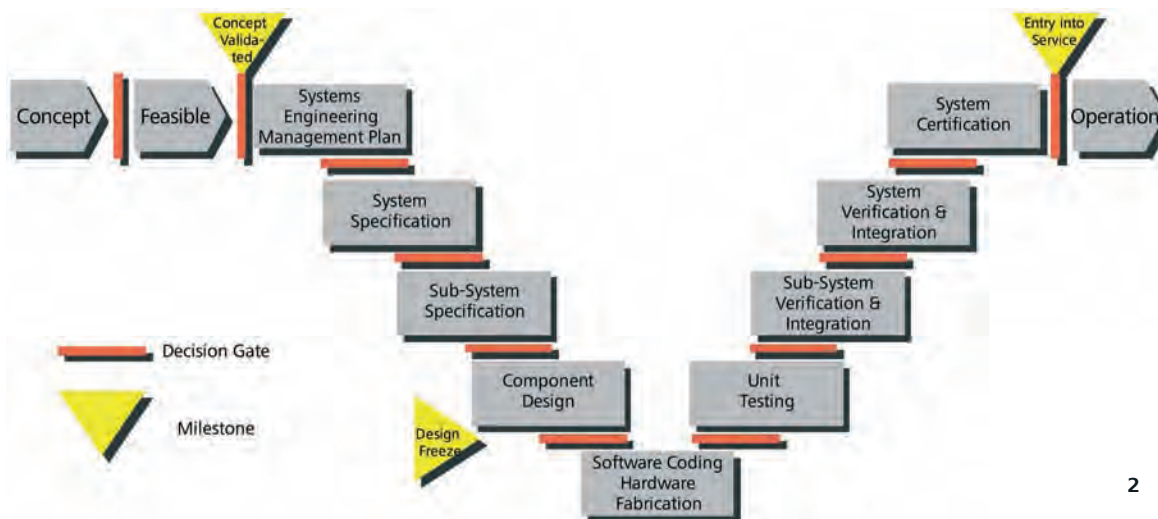 Concept
Valida-
ted
Entry into
Service
Concept
Feasible
Systems
Engineering
Management Plan
System
Certification
Operation
System
Specification
System
Verification &
Integration
Sub-System
Specification
Sub-System
Verification &
Integration
Decision Gate
Component
Design
Unit
Testing
Milestone
Design
Freeze
Software Coding
Hardware
Fabrication
2